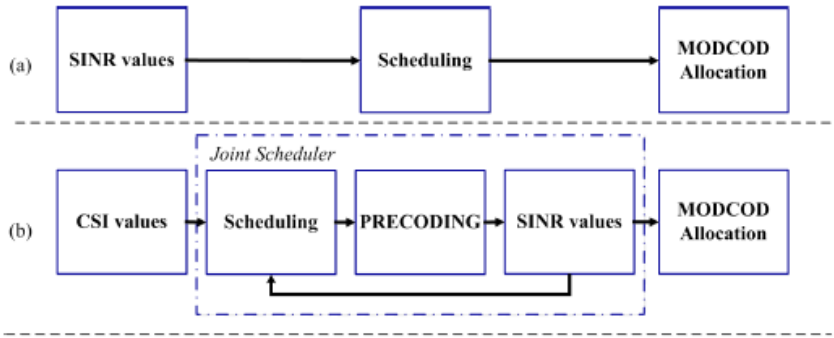 (a)
SINR values
Scheduling
MODCOD
Allocation
Joint Scheduler
(b)
CSI values
Scheduling
PRECODING
SINR values
MODCOD
Allocation